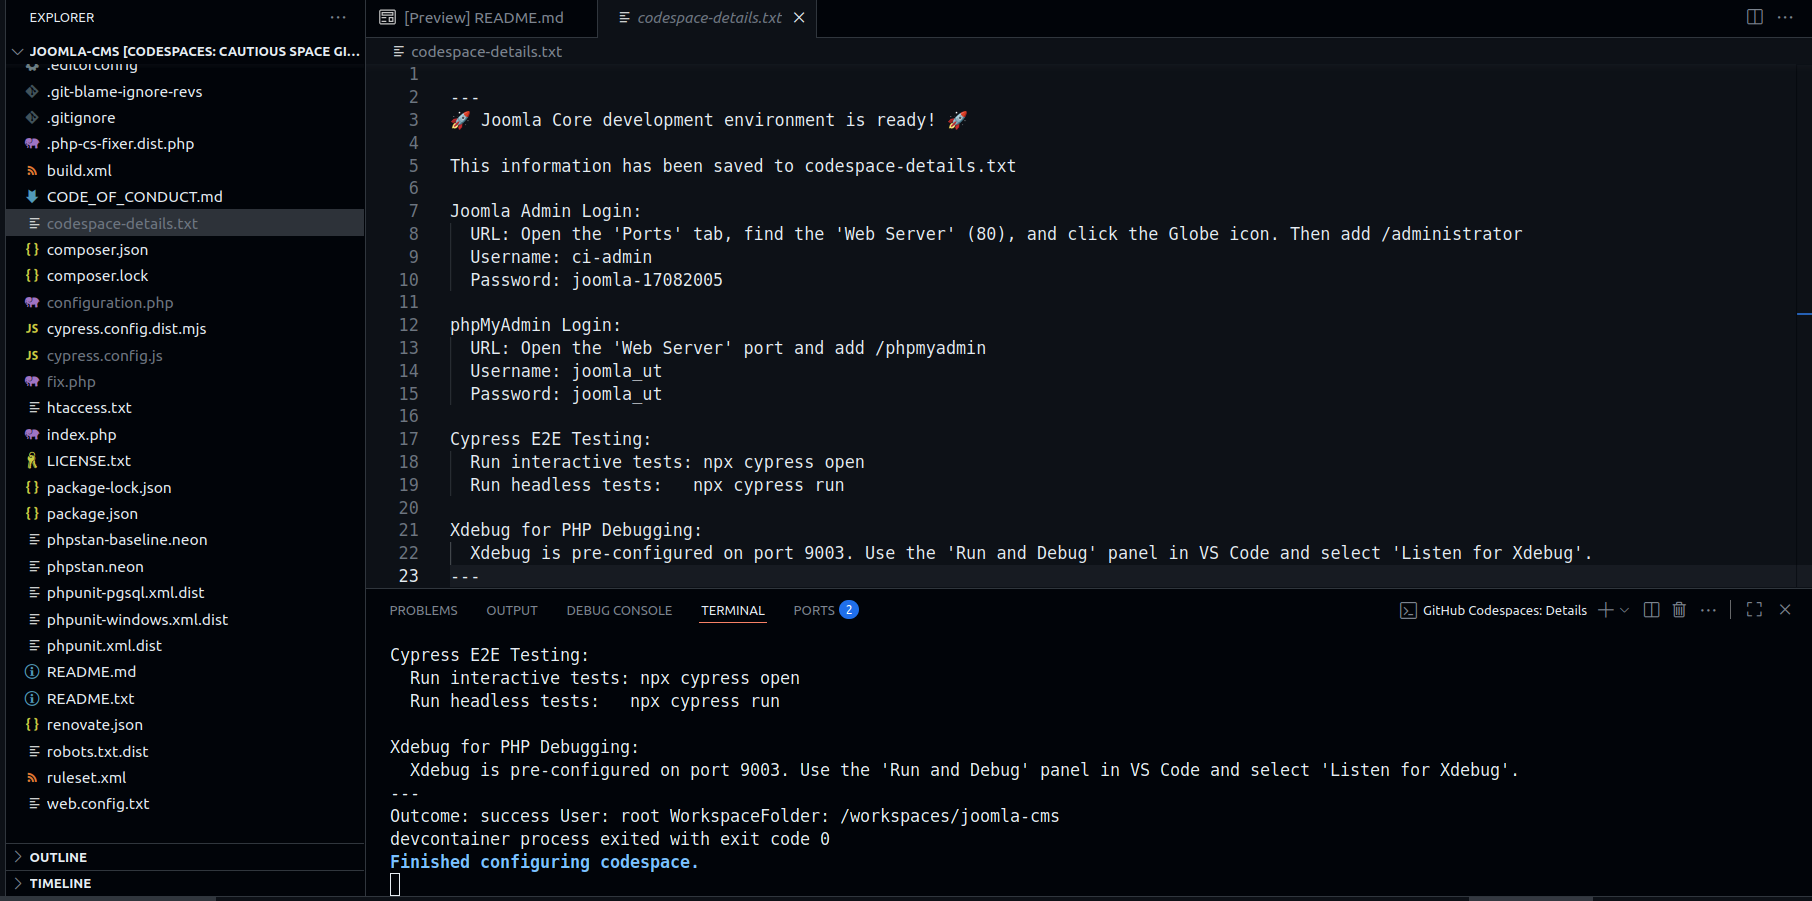 EXPLORER
JOOMLA-CMS [CODESPACES: CAUTIOUS SPACE GI...
.editorconfig
.git-blame-ignore-revs
.gitignore
.php-cs-fixer.dist.php
build.xml
CODE_OF_CONDUCT.md
codespace-details.txt
composer.json
composer.lock
configuration.php
cypress.config.dist.mjs
cypress.config.js
fix.php
htaccess.txt
index.php
LICENSE.txt
package-lock.json
package.json
phpstan-baseline.neon
phpstan.neon
phpunit-pgsql.xml.dist
phpunit-windows.xml.dist
phpunit.xml.dist
README.md
README.txt
renovate.json
robots.txt.dist
ruleset.xml
web.config.txt
OUTLINE
TIMELINE
[Preview] README.md
codespace-details.txt
codespace-details.txt
1
2 ---
3 🚀 Joomla Core development environment is ready! 🚀
4
5 This information has been saved to codespace-details.txt
6
7 Joomla Admin Login:
8 URL: Open the 'Ports' tab, find the 'Web Server' (80), and click the Globe icon. Then add /administrator
9 Username: ci-admin
10 Password: joomla-17082005
11
12 phpMyAdmin Login:
13 URL: Open the 'Web Server' port and add /phpmyadmin
14 Username: joomla_ut
15 Password: joomla_ut
16
17 Cypress E2E Testing:
18 Run interactive tests: npx cypress open
19 Run headless tests:   npx cypress run
20
21 Xdebug for PHP Debugging:
22 Xdebug is pre-configured on port 9003. Use the 'Run and Debug' panel in VS Code and select 'Listen for Xdebug'.
23 ---
PROBLEMS OUTPUT DEBUG CONSOLE TERMINAL PORTS 2
GitHub Codespaces: Details
Cypress E2E Testing:
Run interactive tests: npx cypress open
Run headless tests:   npx cypress run
Xdebug for PHP Debugging:
Xdebug is pre-configured on port 9003. Use the 'Run and Debug' panel in VS Code and select 'Listen for Xdebug'.
---
Outcome: success User: root WorkspaceFolder: /workspaces/joomla-cms
devcontainer process exited with exit code 0
Finished configuring codespace.